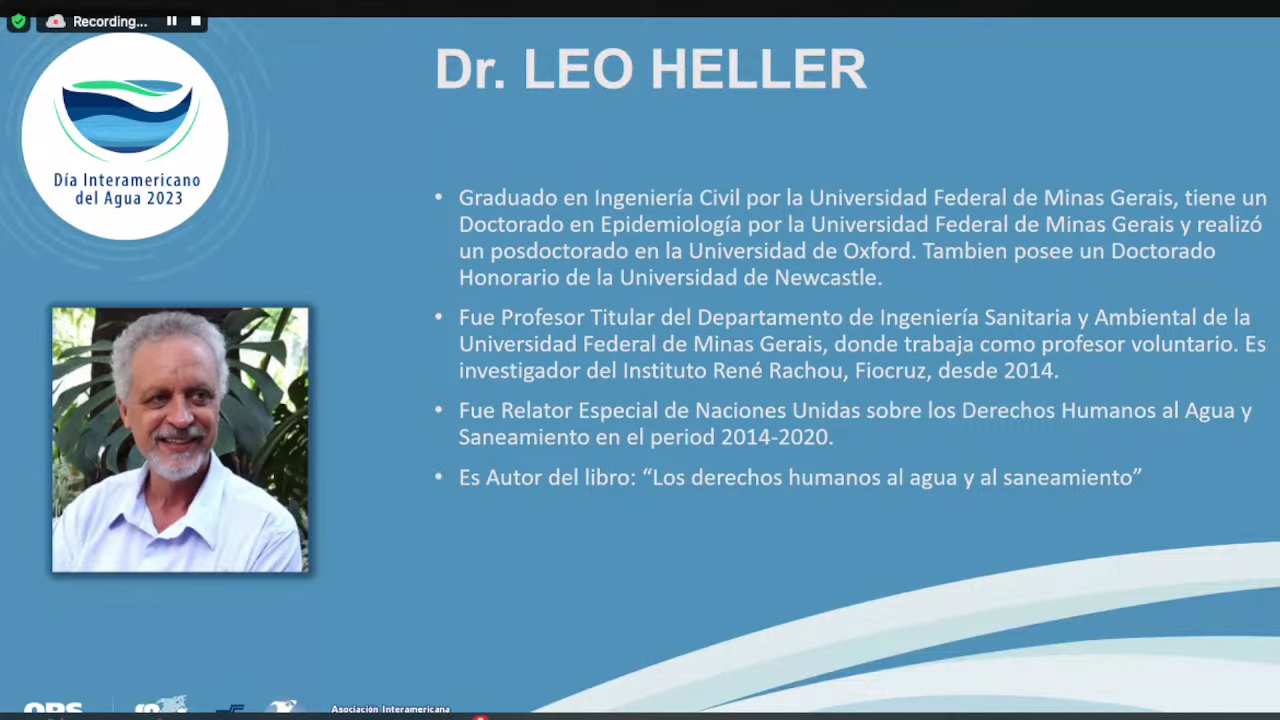 Recording...
Dr. LEO HELLER
Día Interamericano
del Agua 2023
• Graduado en Ingeniería Civil por la Universidad Federal de Minas Gerais, tiene un
Doctorado en Epidemiología por la Universidad Federal de Minas Gerais y realizó
un posdoctorado en la Universidad de Oxford. Tambien posee un Doctorado
Honorario de la Universidad de Newcastle.
• Fue Profesor Titular del Departamento de Ingeniería Sanitaria y Ambiental de la
Universidad Federal de Minas Gerais, donde trabaja como profesor voluntario. Es
investigador del Instituto René Rachou, Fiocruz, desde 2014.
• Fue Relator Especial de Naciones Unidas sobre los Derechos Humanos al Agua y
Saneamiento en el period 2014-2020.
• Es Autor del libro: “Los derechos humanos al agua y al saneamiento”
OPS
Asociación Interamericana